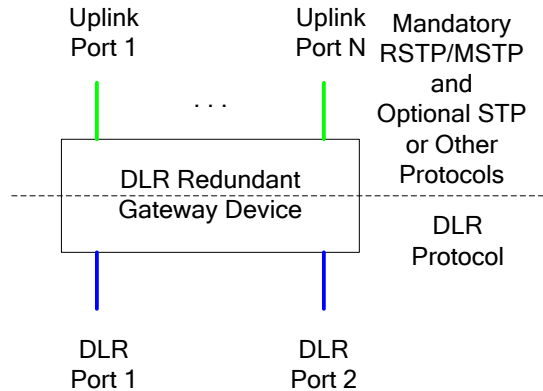 Uplink
Port 1
Uplink
Port N
Mandatory
RSTP/MSTP
and
Optional STP
or Other
Protocols
. . .
DLR Redundant
Gateway Device
DLR
Protocol
DLR
Port 1
DLR
Port 2